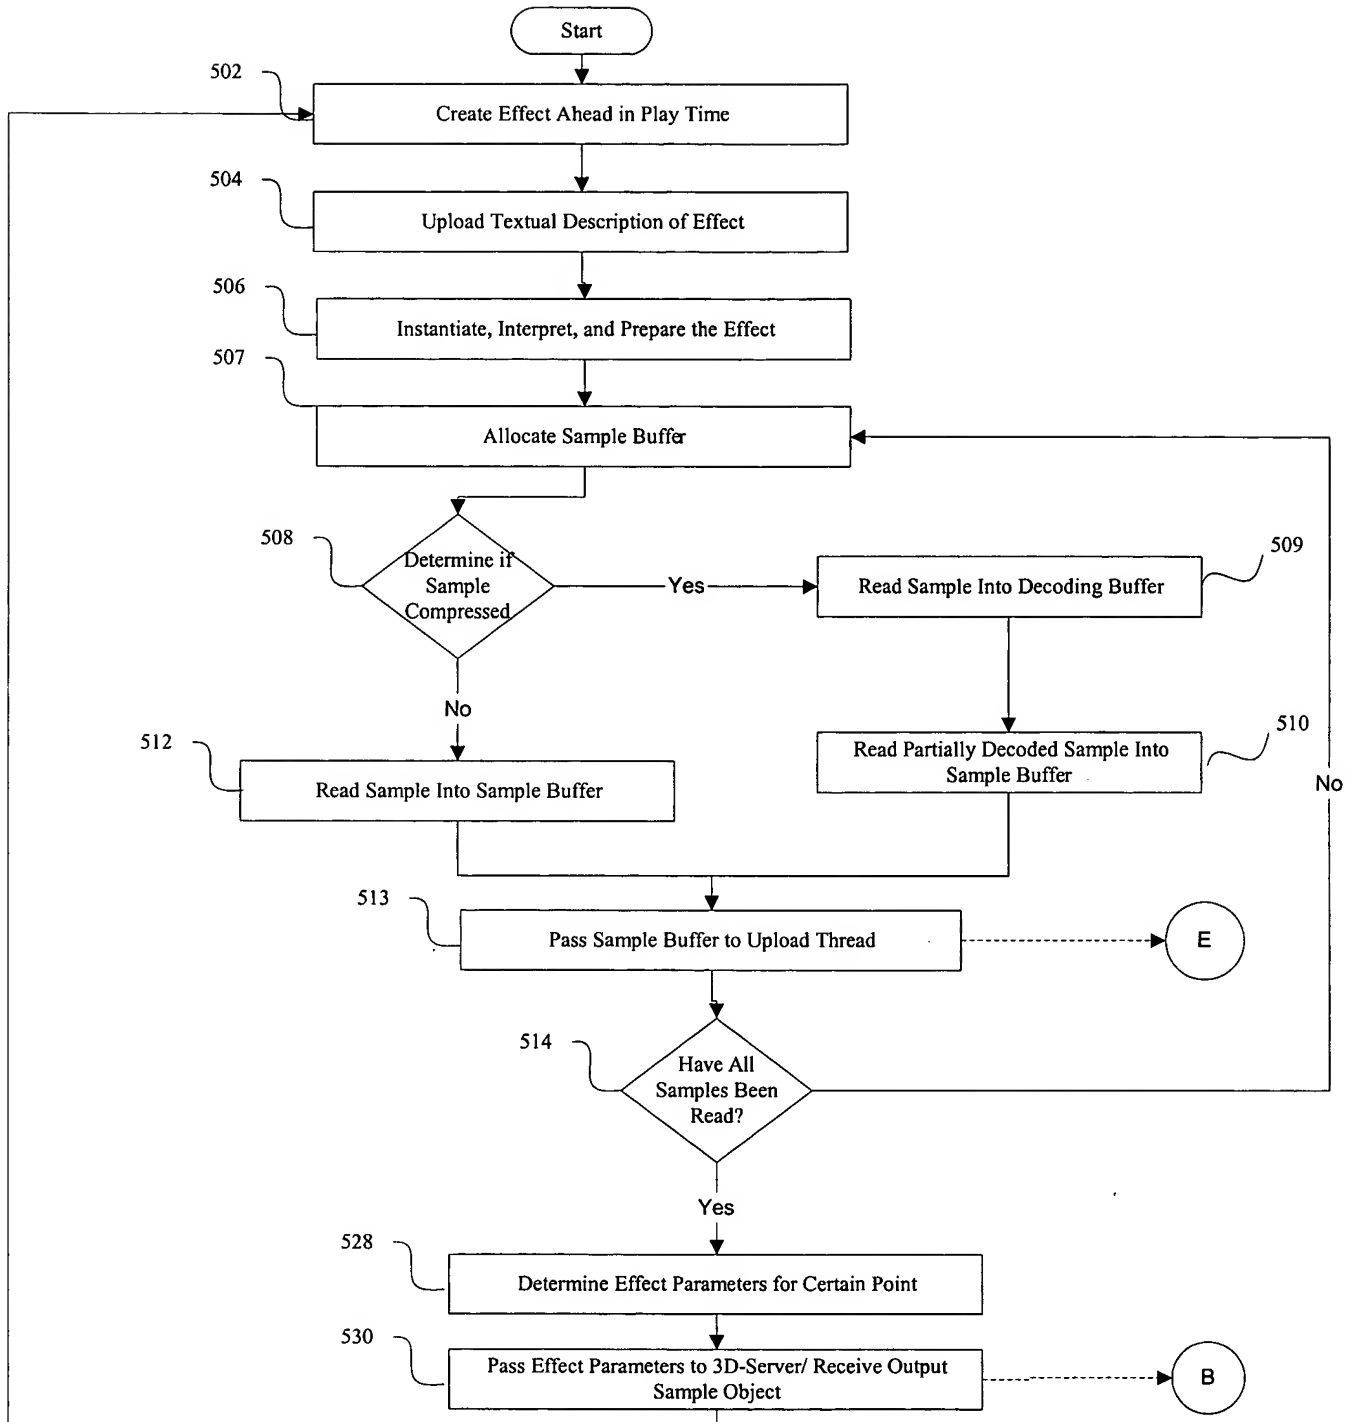 Start
502
Create Effect Ahead in Play Time
504
Upload Textual Description of Effect
506
Instantiate, Interpret, and Prepare the Effect
507
Allocate Sample Buffer
508
Determine if
Sample
Compressed
Yes
Read Sample Into Decoding Buffer
509
No
512
Read Sample Into Sample Buffer
Read Partially Decoded Sample Into
Sample Buffer
510
No
513
Pass Sample Buffer to Upload Thread
E
514
Have All
Samples Been
Read?
Yes
528
Determine Effect Parameters for Certain Point
530
Pass Effect Parameters to 3D-Server/ Receive Output
Sample Object
B